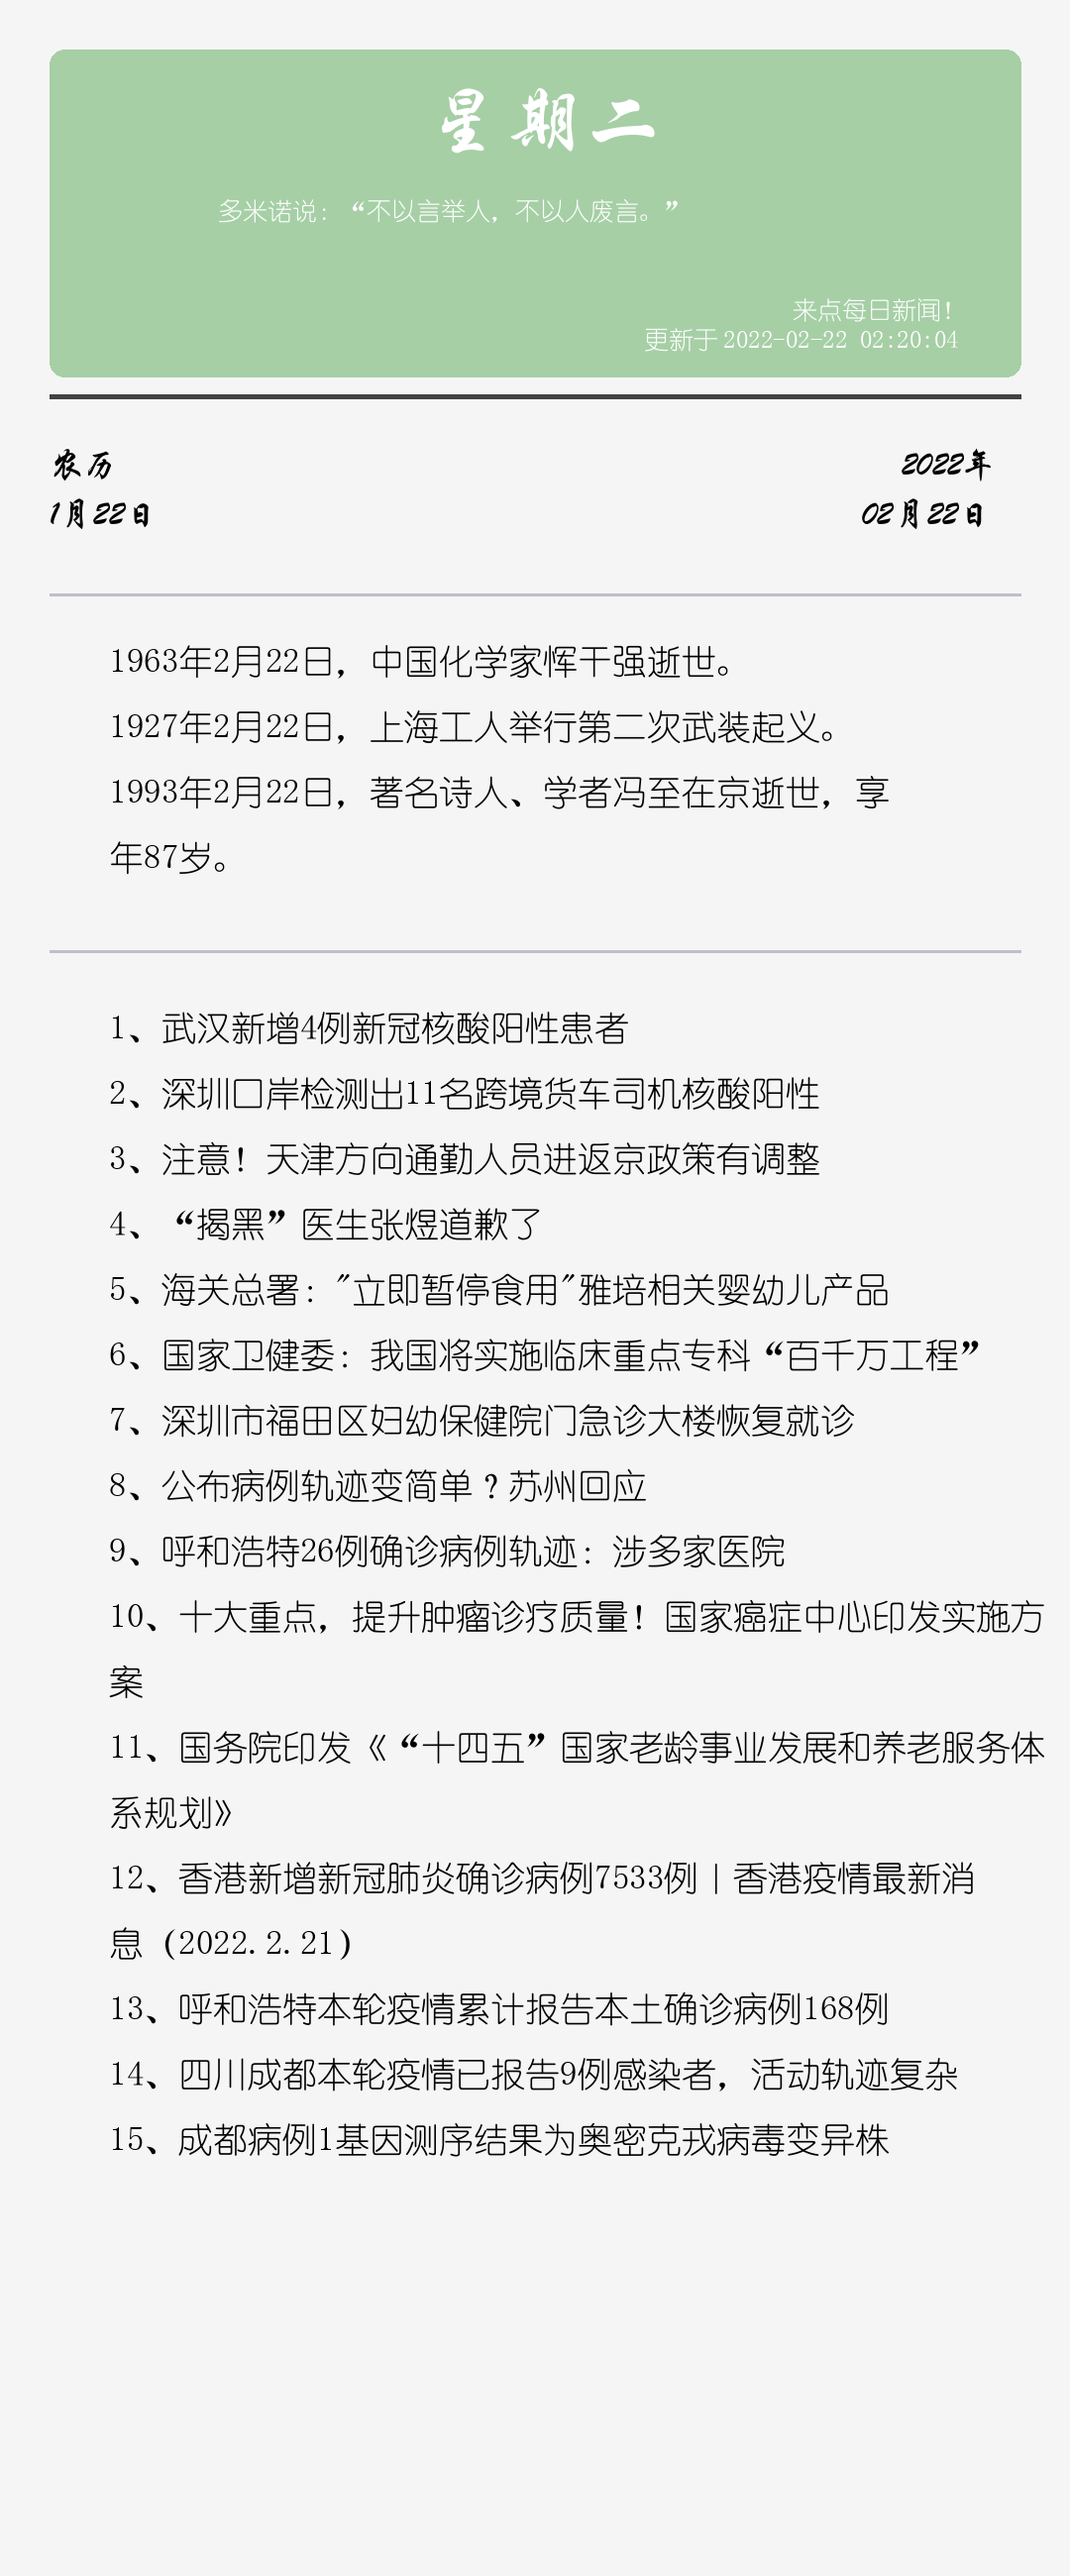 星期二
多米诺说：“不以言举人，不以人废言。”
来点每日新闻！
更新于 2022-02-22 02:20:04
农历
2022年
1月22日
02月22日
1963年2月22日，中国化学家恽干强逝世。
1927年2月22日，上海工人举行第二次武装起义。
1993年2月22日，著名诗人、学者冯至在京逝世，享
年87岁。
1、武汉新增4例新冠核酸阳性患者
2、深圳口岸检测出11名跨境货车司机核酸阳性
3、注意！天津方向通勤人员进返京政策有调整
4、“揭黑”医生张煜道歉了
5、海关总署："立即暂停食用"雅培相关婴幼儿产品
6、国家卫健委：我国将实施临床重点专科“百千万工程”
7、深圳市福田区妇幼保健院门急诊大楼恢复就诊
8、公布病例轨迹变简单？苏州回应
9、呼和浩特26例确诊病例轨迹：涉多家医院
10、十大重点，提升肿瘤诊疗质量！国家癌症中心印发实施方
案
11、国务院印发《“十四五”国家老龄事业发展和养老服务体
系规划》
12、香港新增新冠肺炎确诊病例7533例｜香港疫情最新消
息（2022.2.21）
13、呼和浩特本轮疫情累计报告本土确诊病例168例
14、四川成都本轮疫情已报告9例感染者，活动轨迹复杂
15、成都病例1基因测序结果为奥密克戎病毒变异株